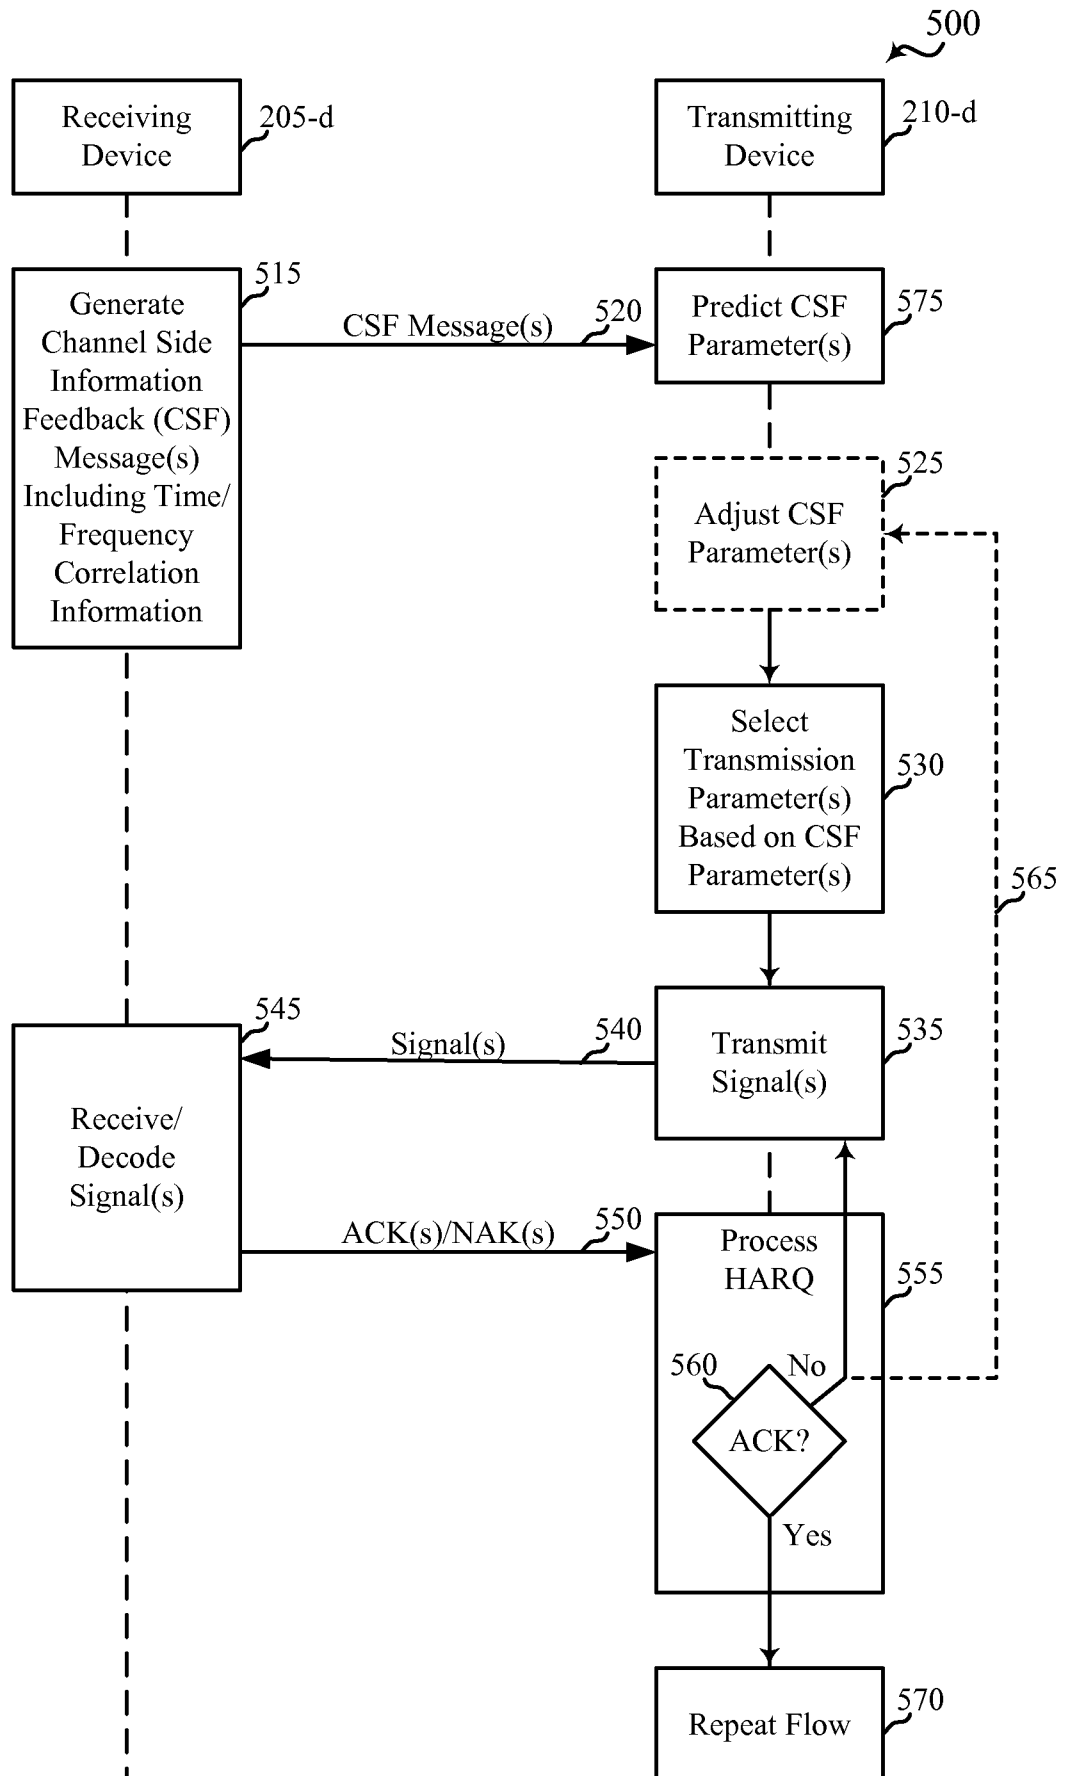 500
Receiving
Device
205-d
Transmitting
Device
210-d
515
Generate
Channel Side
Information
Feedback (CSF)
Message(s)
Including Time/
Frequency
Correlation
Information
CSF Message(s)
520
Predict CSF
Parameter(s)
575
Adjust CSF
Parameter(s)
525
Select
Transmission
Parameter(s)
Based on CSF
Parameter(s)
530
565
Transmit
Signal(s)
535
Signal(s)
540
545
Receive/
Decode
Signal(s)
ACK(s)/NAK(s)
550
Process
HARQ
555
560
No
ACK?
Yes
Repeat Flow
570